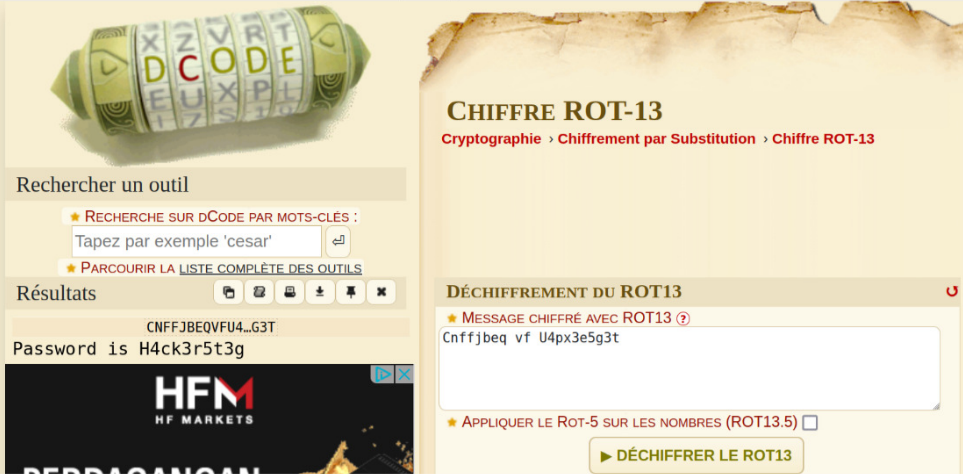 X Z V R T
D C O D E
E U X P I
CHIFFRE ROT-13
Cryptographie › Chiffrement par Substitution › Chiffre ROT-13
Rechercher un outil
★ RECHERCHE SUR DCODE PAR MOTS-CLÉS :
Tapez par exemple 'cesar'
★ PARCOURIR LA LISTE COMPLÈTE DES OUTILS
Résultats
CNFFJBEQVFU4…G3T
Password is H4ck3r5t3g
HFM
HF MARKETS
PERDAGANGAN
DÉCHIFFREMENT DU ROT13
★ MESSAGE CHIFFRÉ AVEC ROT13 ?
Cnffjbeq vf U4px3e5g3t
★ APPLIQUER LE ROT-5 SUR LES NOMBRES (ROT13.5)
▶ DÉCHIFFRER LE ROT13